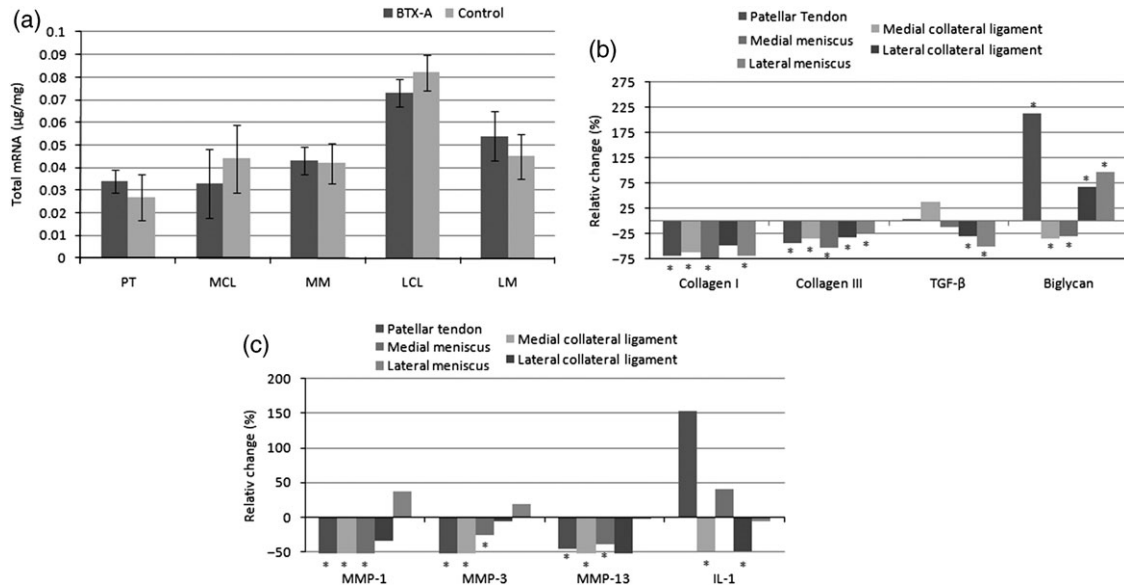 (a)
BTX-A Control
0.1
0.09
0.08
0.07
0.06
0.05
0.04
0.03
0.02
0.01
0
Total mRNA (µg/mg)
PT MCL MM LCL LM
(b)
Patellar Tendon
Medial meniscus
Lateral meniscus
Medial collateral ligament
Lateral collateral ligament
275
225
175
125
75
25
−25
−75
Relativ change (%)
* * * * * * * * * * * * * * * *
Collagen I Collagen III TGF-β Biglycan
(c)
Patellar tendon
Medial meniscus
Lateral meniscus
Medial collateral ligament
Lateral collateral ligament
200
150
100
50
0
−50
Relativ change (%)
* * * * * * * * * * *
MMP-1 MMP-3 MMP-13 IL-1